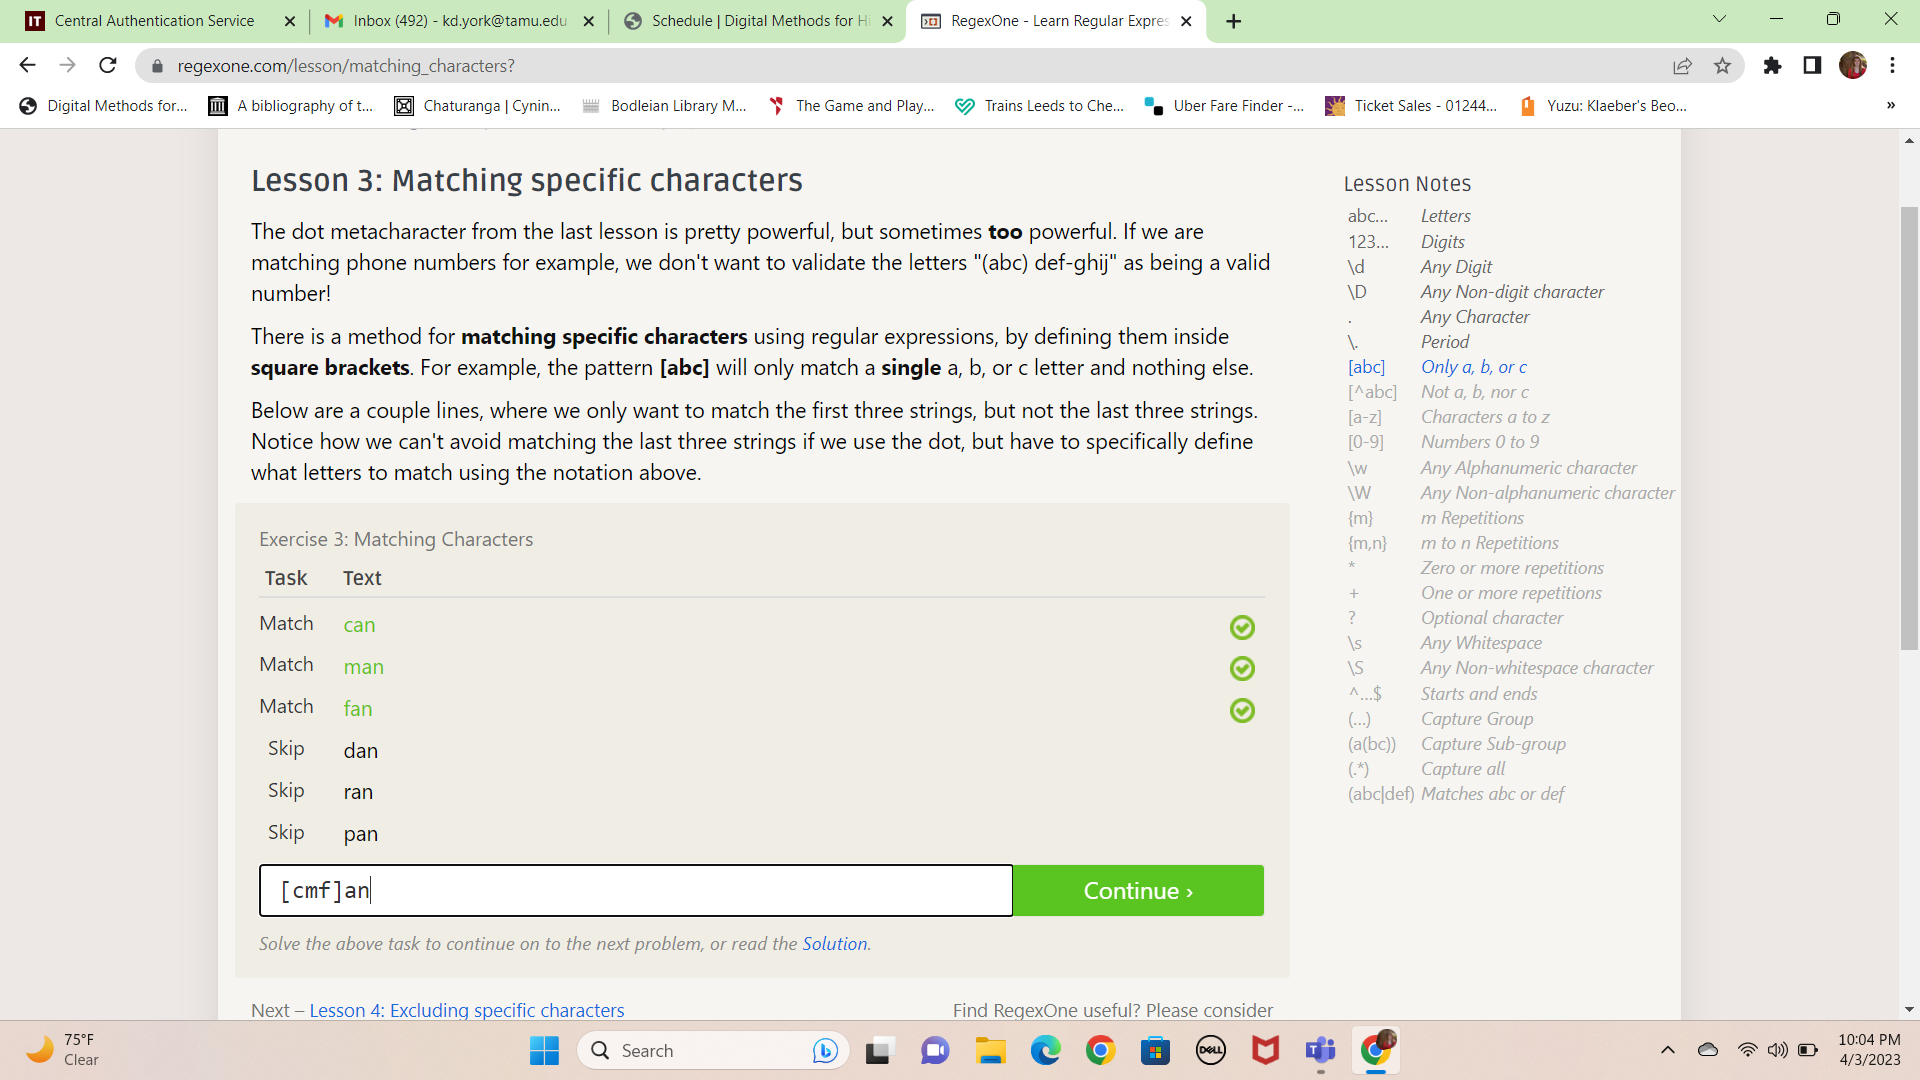 Central Authentication Service
Inbox (492) - kd.york@tamu.edu
Schedule | Digital Methods for Hi
RegexOne - Learn Regular Expres
regexone.com/lesson/matching_characters?
Digital Methods for...
A bibliography of t...
Chaturanga | Cynin...
Bodleian Library M...
The Game and Play...
Trains Leeds to Che...
Uber Fare Finder -...
Ticket Sales - 01244...
Yuzu: Klaeber's Beo...
»
Lesson 3: Matching specific characters
The dot metacharacter from the last lesson is pretty powerful, but sometimes too powerful. If we are
matching phone numbers for example, we don't want to validate the letters "(abc) def-ghij" as being a valid
number!
There is a method for matching specific characters using regular expressions, by defining them inside
square brackets. For example, the pattern [abc] will only match a single a, b, or c letter and nothing else.
Below are a couple lines, where we only want to match the first three strings, but not the last three strings.
Notice how we can't avoid matching the last three strings if we use the dot, but have to specifically define
what letters to match using the notation above.
Exercise 3: Matching Characters
Task Text
Match can
Match man
Match fan
Skip dan
Skip ran
Skip pan
[cmf]an
Continue ›
Solve the above task to continue on to the next problem, or read the Solution.
Next – Lesson 4: Excluding specific characters
Find RegexOne useful? Please consider
Lesson Notes
abc... Letters
123... Digits
\d Any Digit
\D Any Non-digit character
. Any Character
\. Period
[abc] Only a, b, or c
[^abc] Not a, b, nor c
[a-z] Characters a to z
[0-9] Numbers 0 to 9
\w Any Alphanumeric character
\W Any Non-alphanumeric character
{m} m Repetitions
{m,n} m to n Repetitions
* Zero or more repetitions
+ One or more repetitions
? Optional character
\s Any Whitespace
\S Any Non-whitespace character
^...$ Starts and ends
(...) Capture Group
(a(bc)) Capture Sub-group
(.*) Capture all
(abc|def) Matches abc or def
75°F
Clear
Search
DELL
10:04 PM
4/3/2023